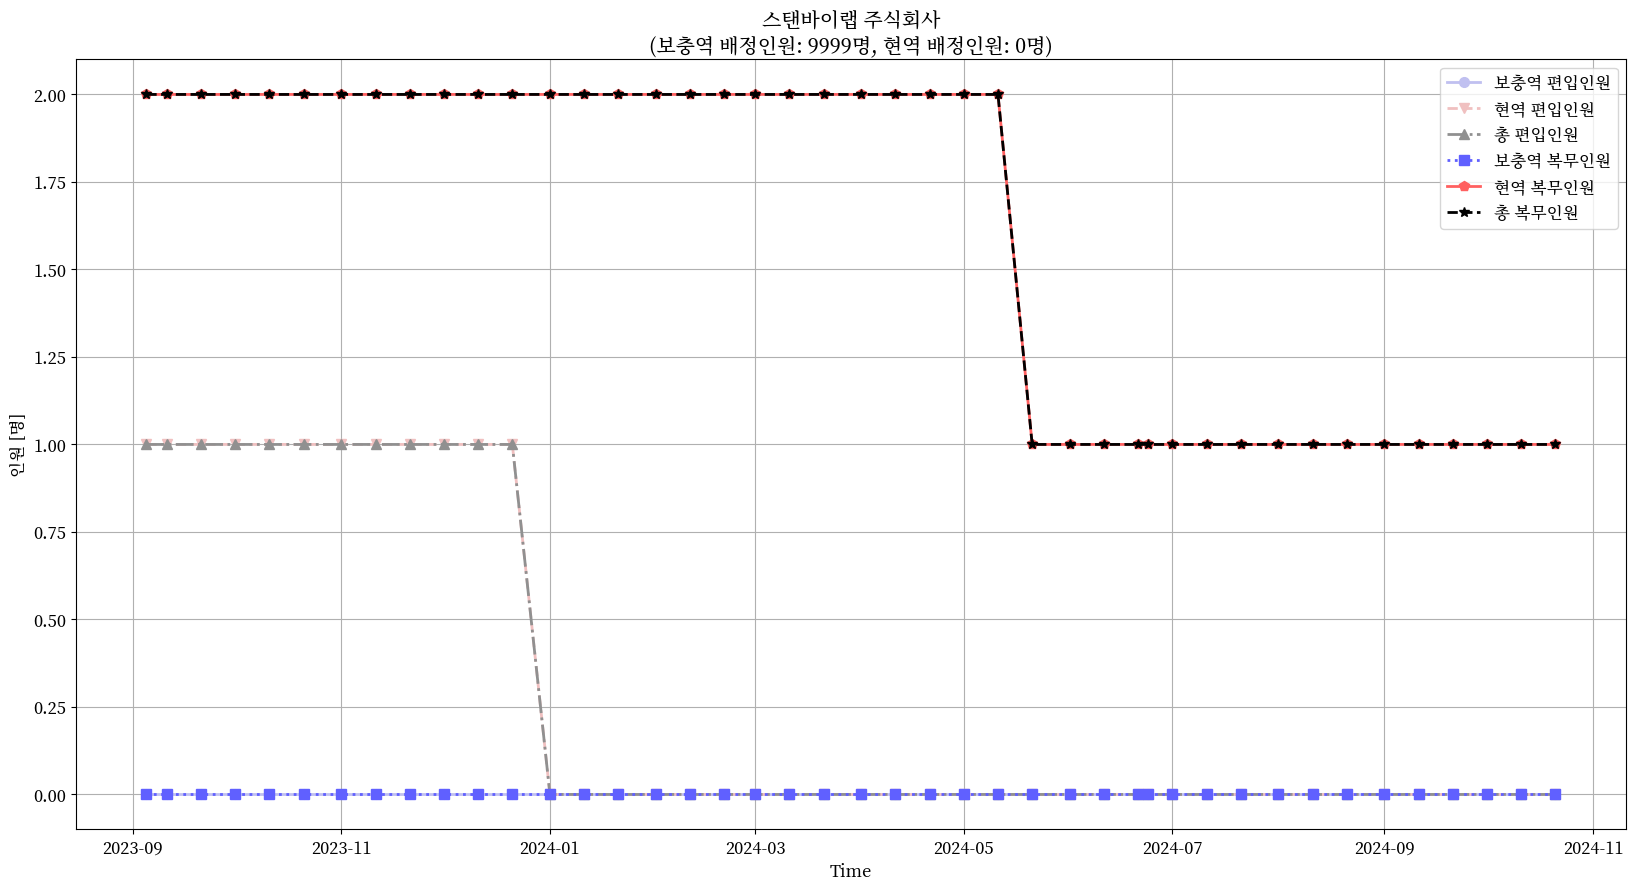 스탠바이랩 주식회사
(보충역 배정인원: 9999명, 현역 배정인원: 0명)
보충역 편입인원
현역 편입인원
총 편입인원
보충역 복무인원
현역 복무인원
총 복무인원
인원 [명]
2.00
1.75
1.50
1.25
1.00
0.75
0.50
0.25
0.00
2023-09
2023-11
2024-01
2024-03
2024-05
2024-07
2024-09
2024-11
Time